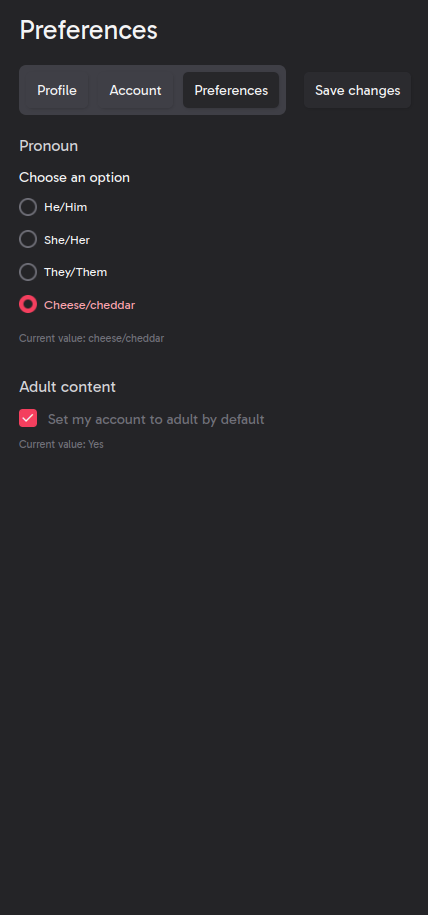 Preferences
Profile Account Preferences Save changes
Pronoun
Choose an option
He/Him
She/Her
They/Them
Cheese/cheddar
Current value: cheese/cheddar
Adult content
Set my account to adult by default
Current value: Yes